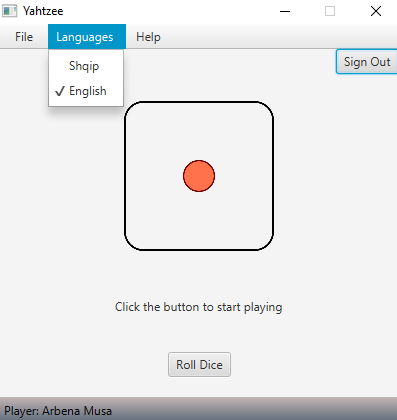 Yahtzee
File Languages Help
Shqip
✓ English
Sign Out
Click the button to start playing
Roll Dice
Player: Arbena Musa